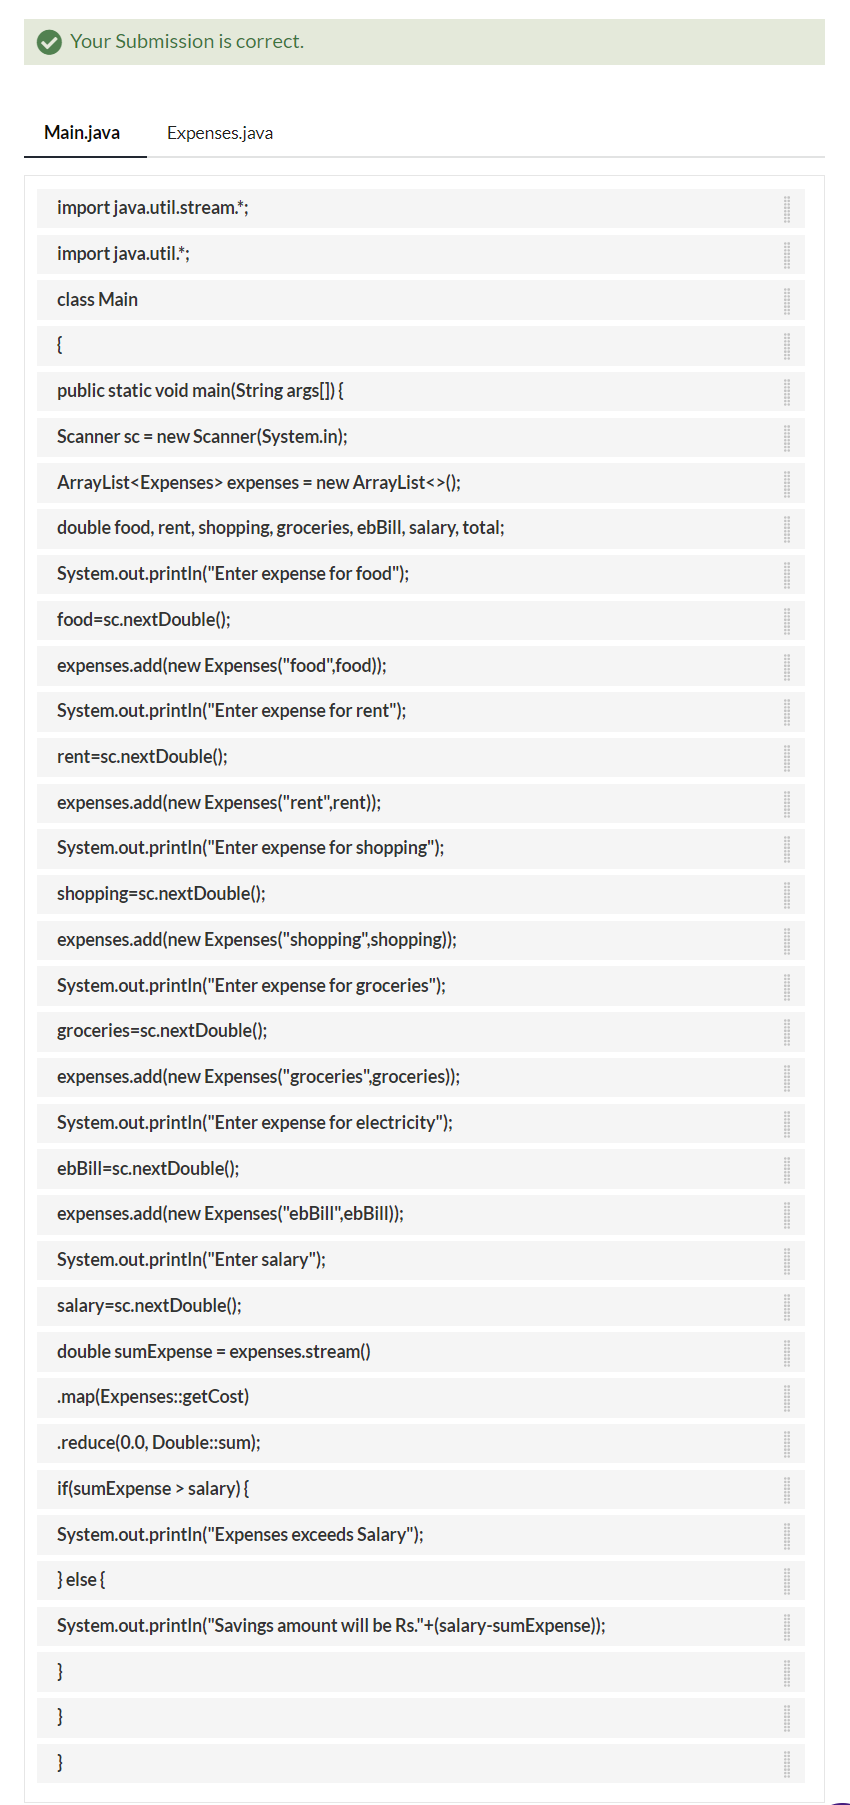 Your Submission is correct.
Main.java Expenses.java
import java.util.stream.*;
import java.util.*;
class Main
{
public static void main(String args[]) {
Scanner sc = new Scanner(System.in);
ArrayList<Expenses> expenses = new ArrayList<>();
double food, rent, shopping, groceries, ebBill, salary, total;
System.out.println("Enter expense for food");
food=sc.nextDouble();
expenses.add(new Expenses("food",food));
System.out.println("Enter expense for rent");
rent=sc.nextDouble();
expenses.add(new Expenses("rent",rent));
System.out.println("Enter expense for shopping");
shopping=sc.nextDouble();
expenses.add(new Expenses("shopping",shopping));
System.out.println("Enter expense for groceries");
groceries=sc.nextDouble();
expenses.add(new Expenses("groceries",groceries));
System.out.println("Enter expense for electricity");
ebBill=sc.nextDouble();
expenses.add(new Expenses("ebBill",ebBill));
System.out.println("Enter salary");
salary=sc.nextDouble();
double sumExpense = expenses.stream()
.map(Expenses::getCost)
.reduce(0.0, Double::sum);
if(sumExpense > salary) {
System.out.println("Expenses exceeds Salary");
} else {
System.out.println("Savings amount will be Rs."+(salary-sumExpense));
}
}
}